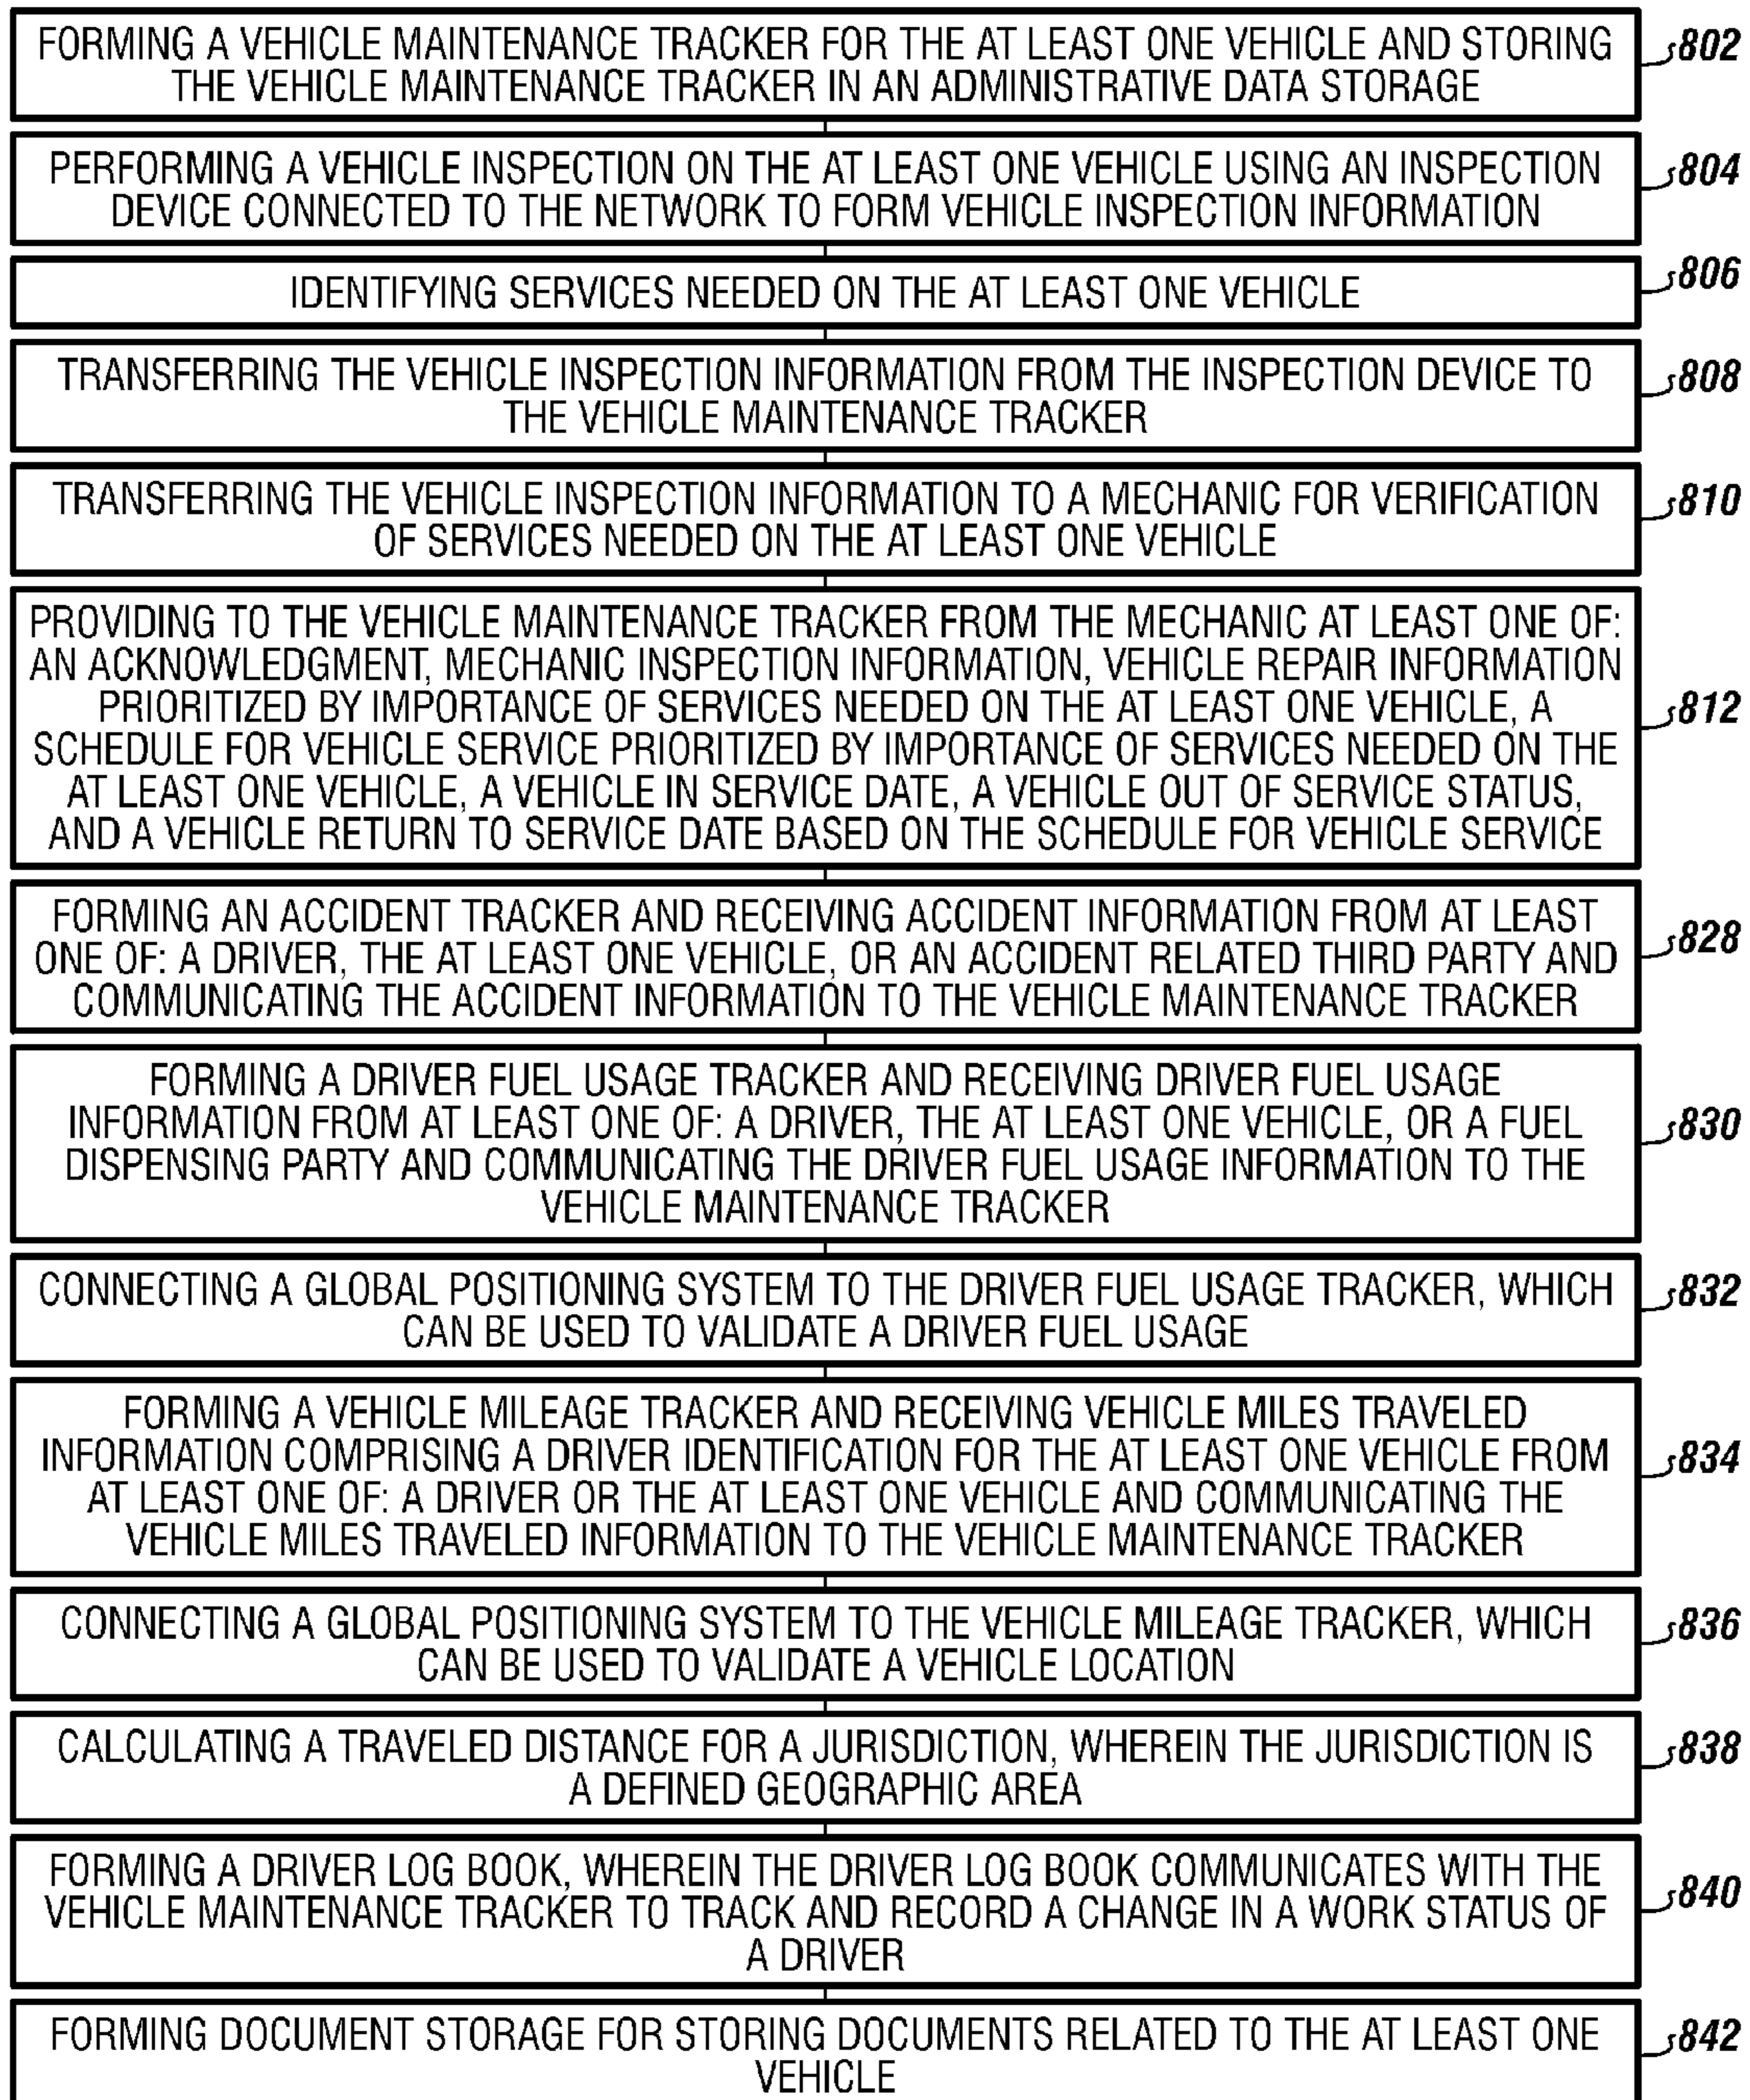 FORMING A VEHICLE MAINTENANCE TRACKER FOR THE AT LEAST ONE VEHICLE AND STORING
THE VEHICLE MAINTENANCE TRACKER IN AN ADMINISTRATIVE DATA STORAGE
802
PERFORMING A VEHICLE INSPECTION ON THE AT LEAST ONE VEHICLE USING AN INSPECTION
DEVICE CONNECTED TO THE NETWORK TO FORM VEHICLE INSPECTION INFORMATION
804
IDENTIFYING SERVICES NEEDED ON THE AT LEAST ONE VEHICLE
806
TRANSFERRING THE VEHICLE INSPECTION INFORMATION FROM THE INSPECTION DEVICE TO
THE VEHICLE MAINTENANCE TRACKER
808
TRANSFERRING THE VEHICLE INSPECTION INFORMATION TO A MECHANIC FOR VERIFICATION
OF SERVICES NEEDED ON THE AT LEAST ONE VEHICLE
810
PROVIDING TO THE VEHICLE MAINTENANCE TRACKER FROM THE MECHANIC AT LEAST ONE OF:
AN ACKNOWLEDGMENT, MECHANIC INSPECTION INFORMATION, VEHICLE REPAIR INFORMATION
PRIORITIZED BY IMPORTANCE OF SERVICES NEEDED ON THE AT LEAST ONE VEHICLE, A
SCHEDULE FOR VEHICLE SERVICE PRIORITIZED BY IMPORTANCE OF SERVICES NEEDED ON THE
AT LEAST ONE VEHICLE, A VEHICLE IN SERVICE DATE, A VEHICLE OUT OF SERVICE STATUS,
AND A VEHICLE RETURN TO SERVICE DATE BASED ON THE SCHEDULE FOR VEHICLE SERVICE
812
FORMING AN ACCIDENT TRACKER AND RECEIVING ACCIDENT INFORMATION FROM AT LEAST
ONE OF: A DRIVER, THE AT LEAST ONE VEHICLE, OR AN ACCIDENT RELATED THIRD PARTY AND
COMMUNICATING THE ACCIDENT INFORMATION TO THE VEHICLE MAINTENANCE TRACKER
828
FORMING A DRIVER FUEL USAGE TRACKER AND RECEIVING DRIVER FUEL USAGE
INFORMATION FROM AT LEAST ONE OF: A DRIVER, THE AT LEAST ONE VEHICLE, OR A FUEL
DISPENSING PARTY AND COMMUNICATING THE DRIVER FUEL USAGE INFORMATION TO THE
VEHICLE MAINTENANCE TRACKER
830
CONNECTING A GLOBAL POSITIONING SYSTEM TO THE DRIVER FUEL USAGE TRACKER, WHICH
CAN BE USED TO VALIDATE A DRIVER FUEL USAGE
832
FORMING A VEHICLE MILEAGE TRACKER AND RECEIVING VEHICLE MILES TRAVELED
INFORMATION COMPRISING A DRIVER IDENTIFICATION FOR THE AT LEAST ONE VEHICLE FROM
AT LEAST ONE OF: A DRIVER OR THE AT LEAST ONE VEHICLE AND COMMUNICATING THE
VEHICLE MILES TRAVELED INFORMATION TO THE VEHICLE MAINTENANCE TRACKER
834
CONNECTING A GLOBAL POSITIONING SYSTEM TO THE VEHICLE MILEAGE TRACKER, WHICH
CAN BE USED TO VALIDATE A VEHICLE LOCATION
836
CALCULATING A TRAVELED DISTANCE FOR A JURISDICTION, WHEREIN THE JURISDICTION IS
A DEFINED GEOGRAPHIC AREA
838
FORMING A DRIVER LOG BOOK, WHEREIN THE DRIVER LOG BOOK COMMUNICATES WITH THE
VEHICLE MAINTENANCE TRACKER TO TRACK AND RECORD A CHANGE IN A WORK STATUS OF
A DRIVER
840
FORMING DOCUMENT STORAGE FOR STORING DOCUMENTS RELATED TO THE AT LEAST ONE
VEHICLE
842